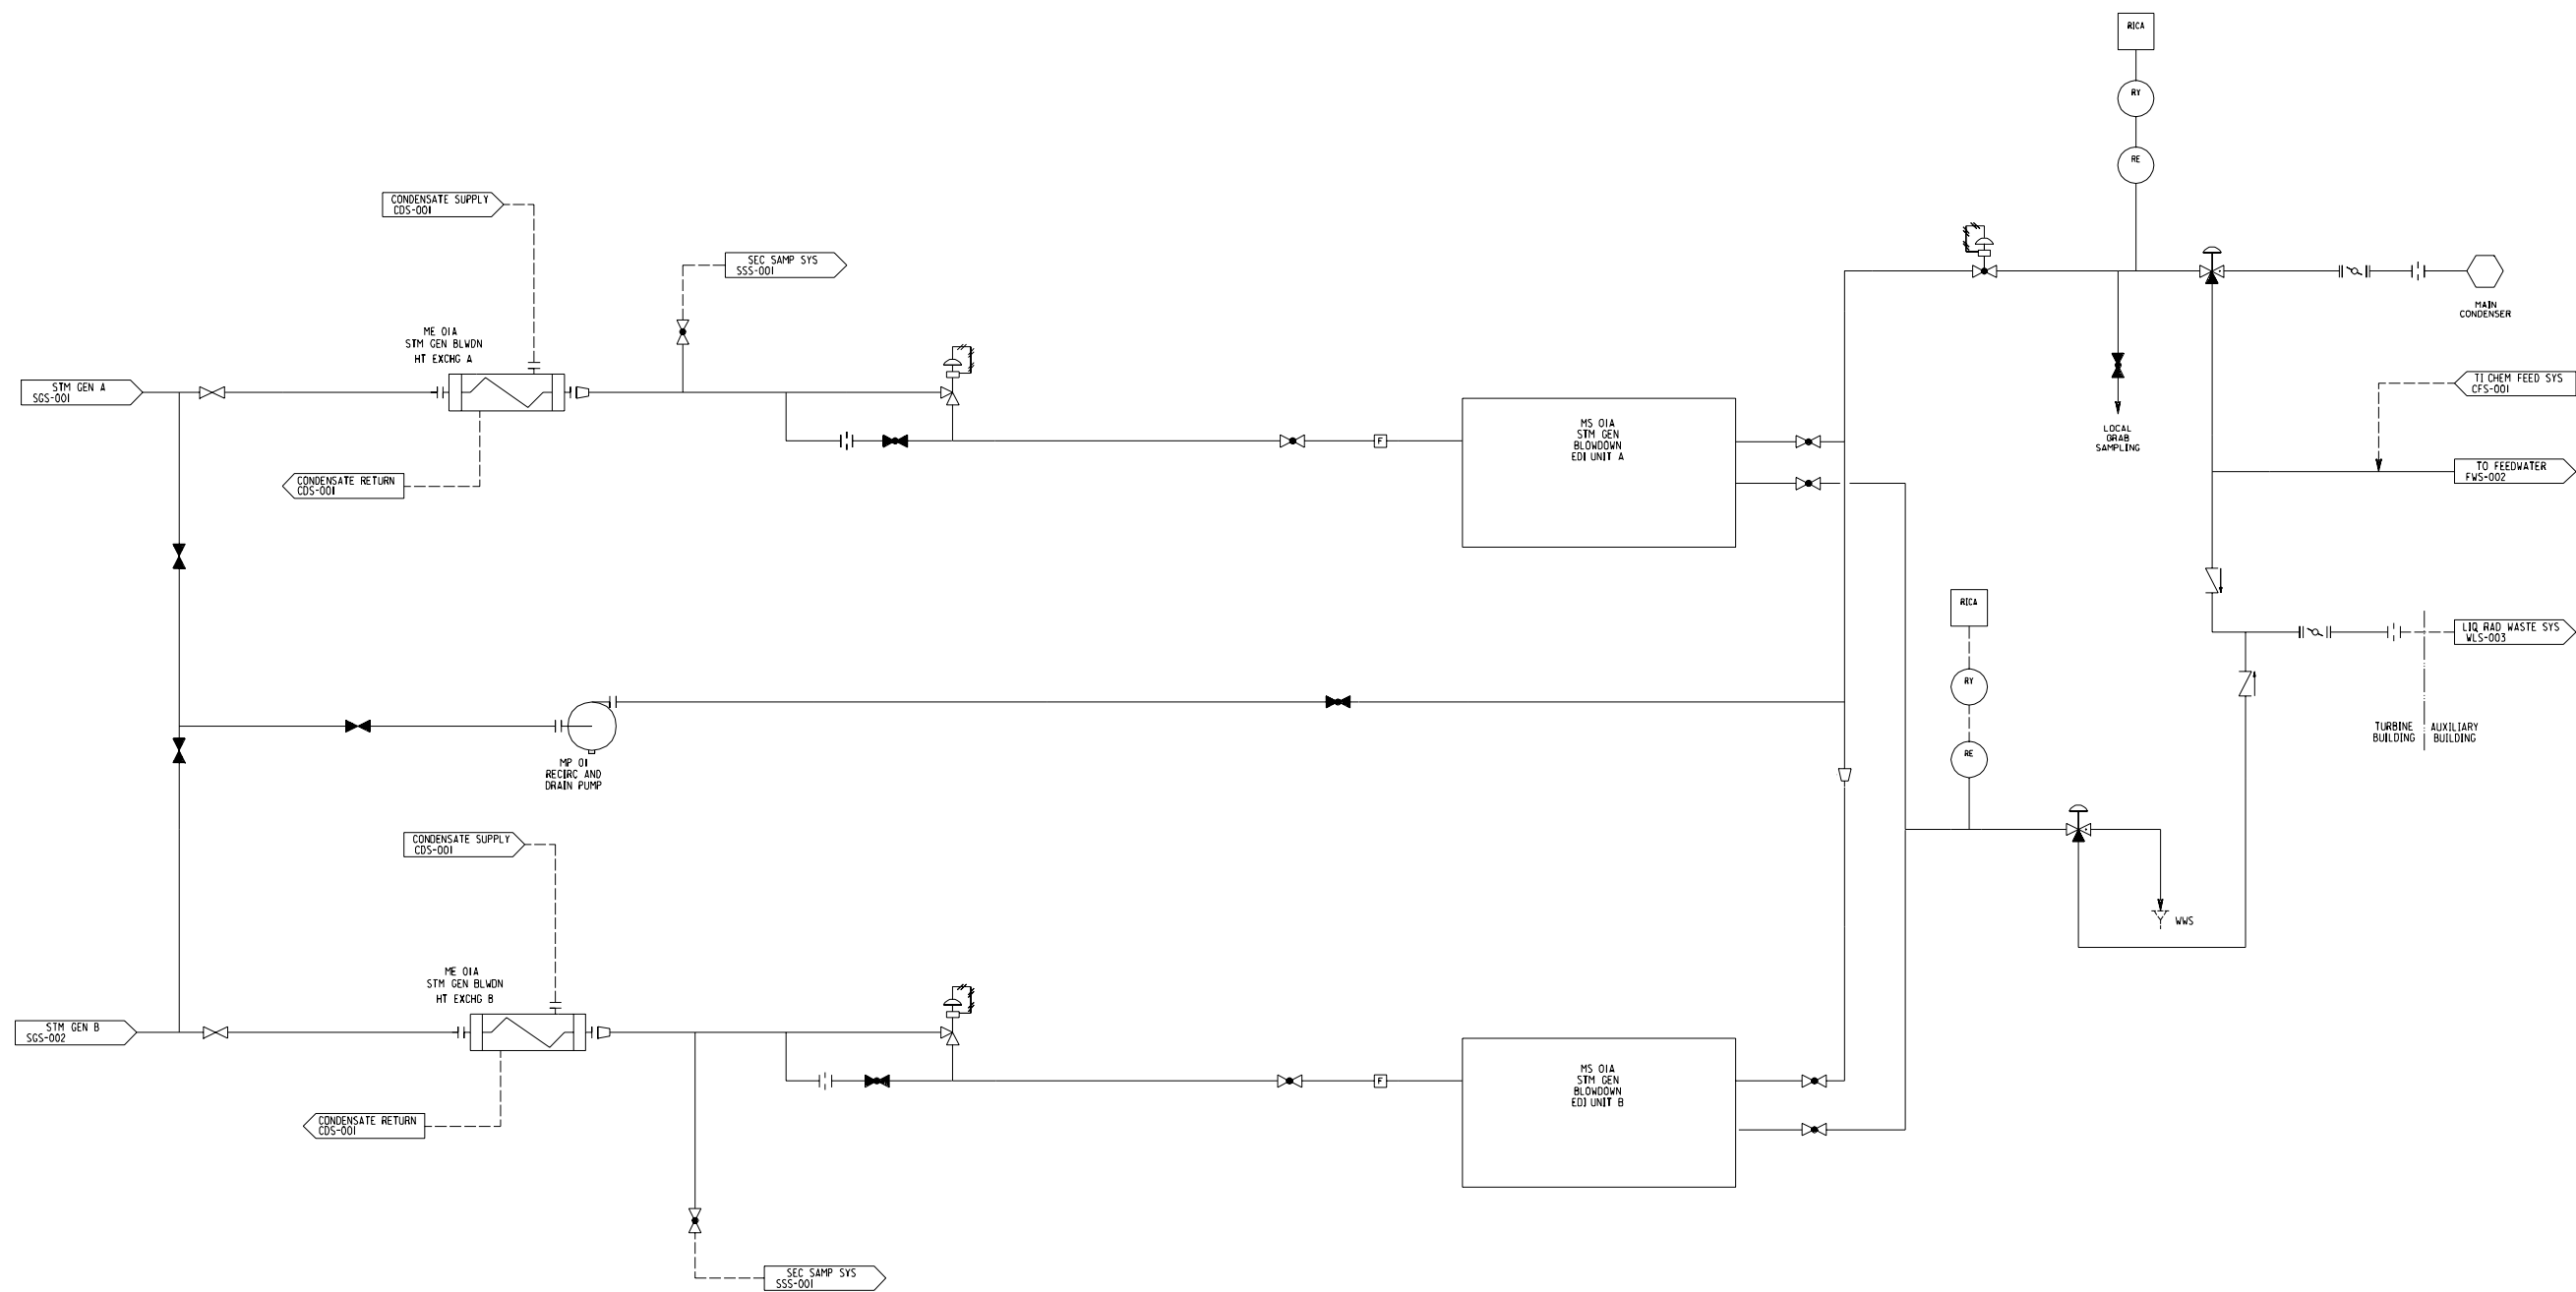 RICA
RY
RE
CONDENSATE SUPPLY
CDS-001
SEC SAMP SYS
SSS-001
ME 01A
STM GEN BLWDN
HT EXCHG A
STM GEN A
SGS-001
CONDENSATE RETURN
CDS-001
F
MS 01A
STM GEN
BLOWDOWN
EDI UNIT A
MAIN
CONDENSER
LOCAL
GRAB
SAMPLING
TI CHEM FEED SYS
CFS-001
TO FEEDWATER
FWS-002
RICA
RY
RE
LIQ RAD WASTE SYS
WLS-003
TURBINE
BUILDING
AUXILIARY
BUILDING
MP 01
RECIRC AND
DRAIN PUMP
CONDENSATE SUPPLY
CDS-001
WWS
ME 01A
STM GEN BLWDN
HT EXCHG B
STM GEN B
SGS-002
CONDENSATE RETURN
CDS-001
F
MS 01A
STM GEN
BLOWDOWN
EDI UNIT B
SEC SAMP SYS
SSS-001